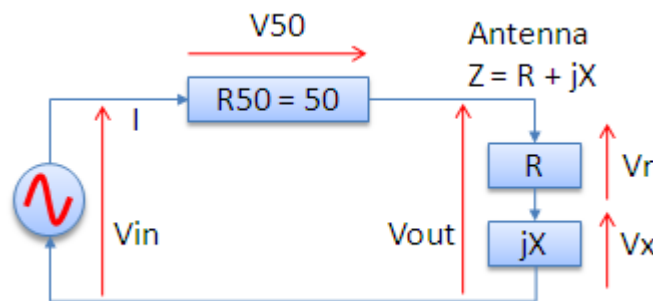 V50
Antenna
Z = R + jX
R50 = 50
I
R
Vr
Vin
Vout
jX
Vx